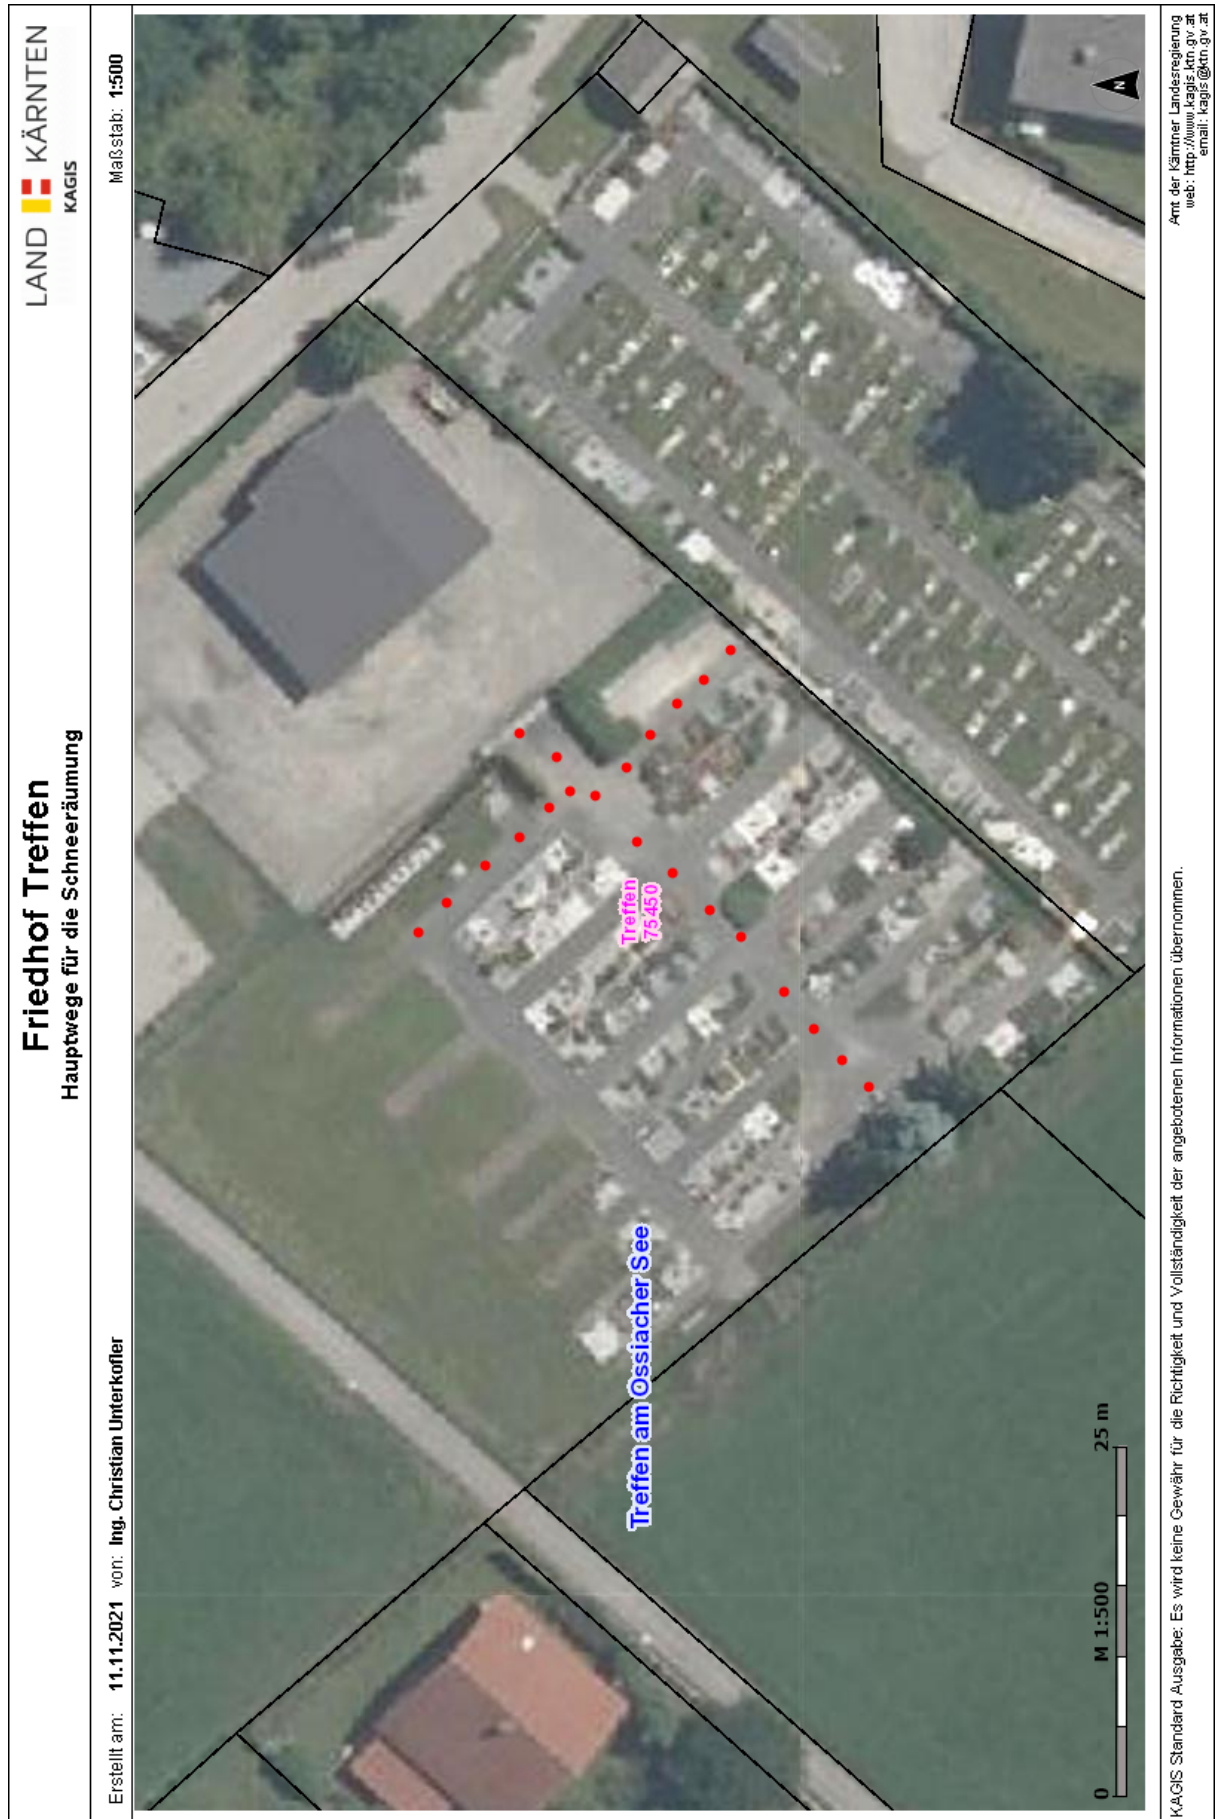 Friedhof Treffen
Hauptwege für die Schneeräumung
LAND KÄRNTEN
KAGIS
Erstellt am: 11.11.2021 von: Ing. Christian Unterkofler
Maßstab: 1:500
Treffen
75450
Treffen am Ossiacher See
N
M 1:500
0
25 m
KAGIS Standard Ausgabe: Es wird keine Gewähr für die Richtigkeit und Vollständigkeit der angebotenen Informationen übernommen.
Amt der Kärntner Landesregierung
web: http://www.kagis.ktn.gv.at
email: kagis@ktn.gv.at